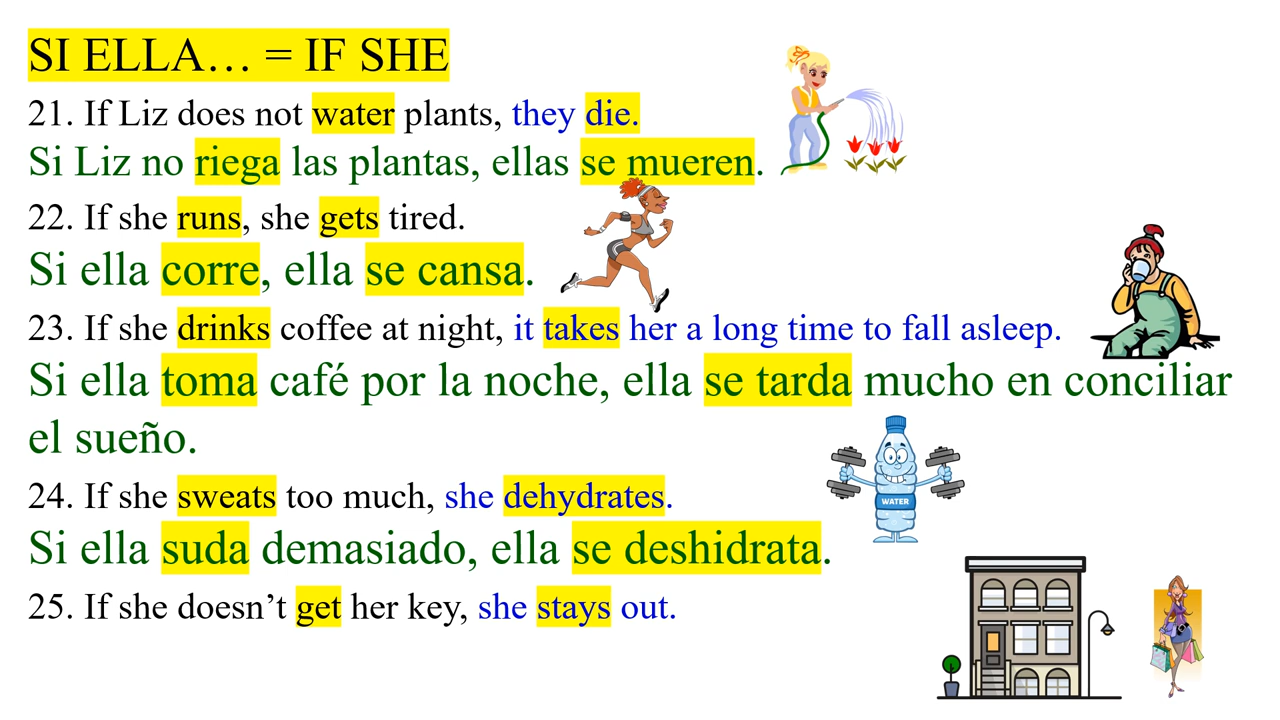 SI ELLA… = IF SHE
21. If Liz does not water plants, they die.
Si Liz no riega las plantas, ellas se mueren.
22. If she runs, she gets tired.
Si ella corre, ella se cansa.
23. If she drinks coffee at night, it takes her a long time to fall asleep.
Si ella toma café por la noche, ella se tarda mucho en conciliar
el sueño.
WATER
24. If she sweats too much, she dehydrates.
Si ella suda demasiado, ella se deshidrata.
25. If she doesn’t get her key, she stays out.